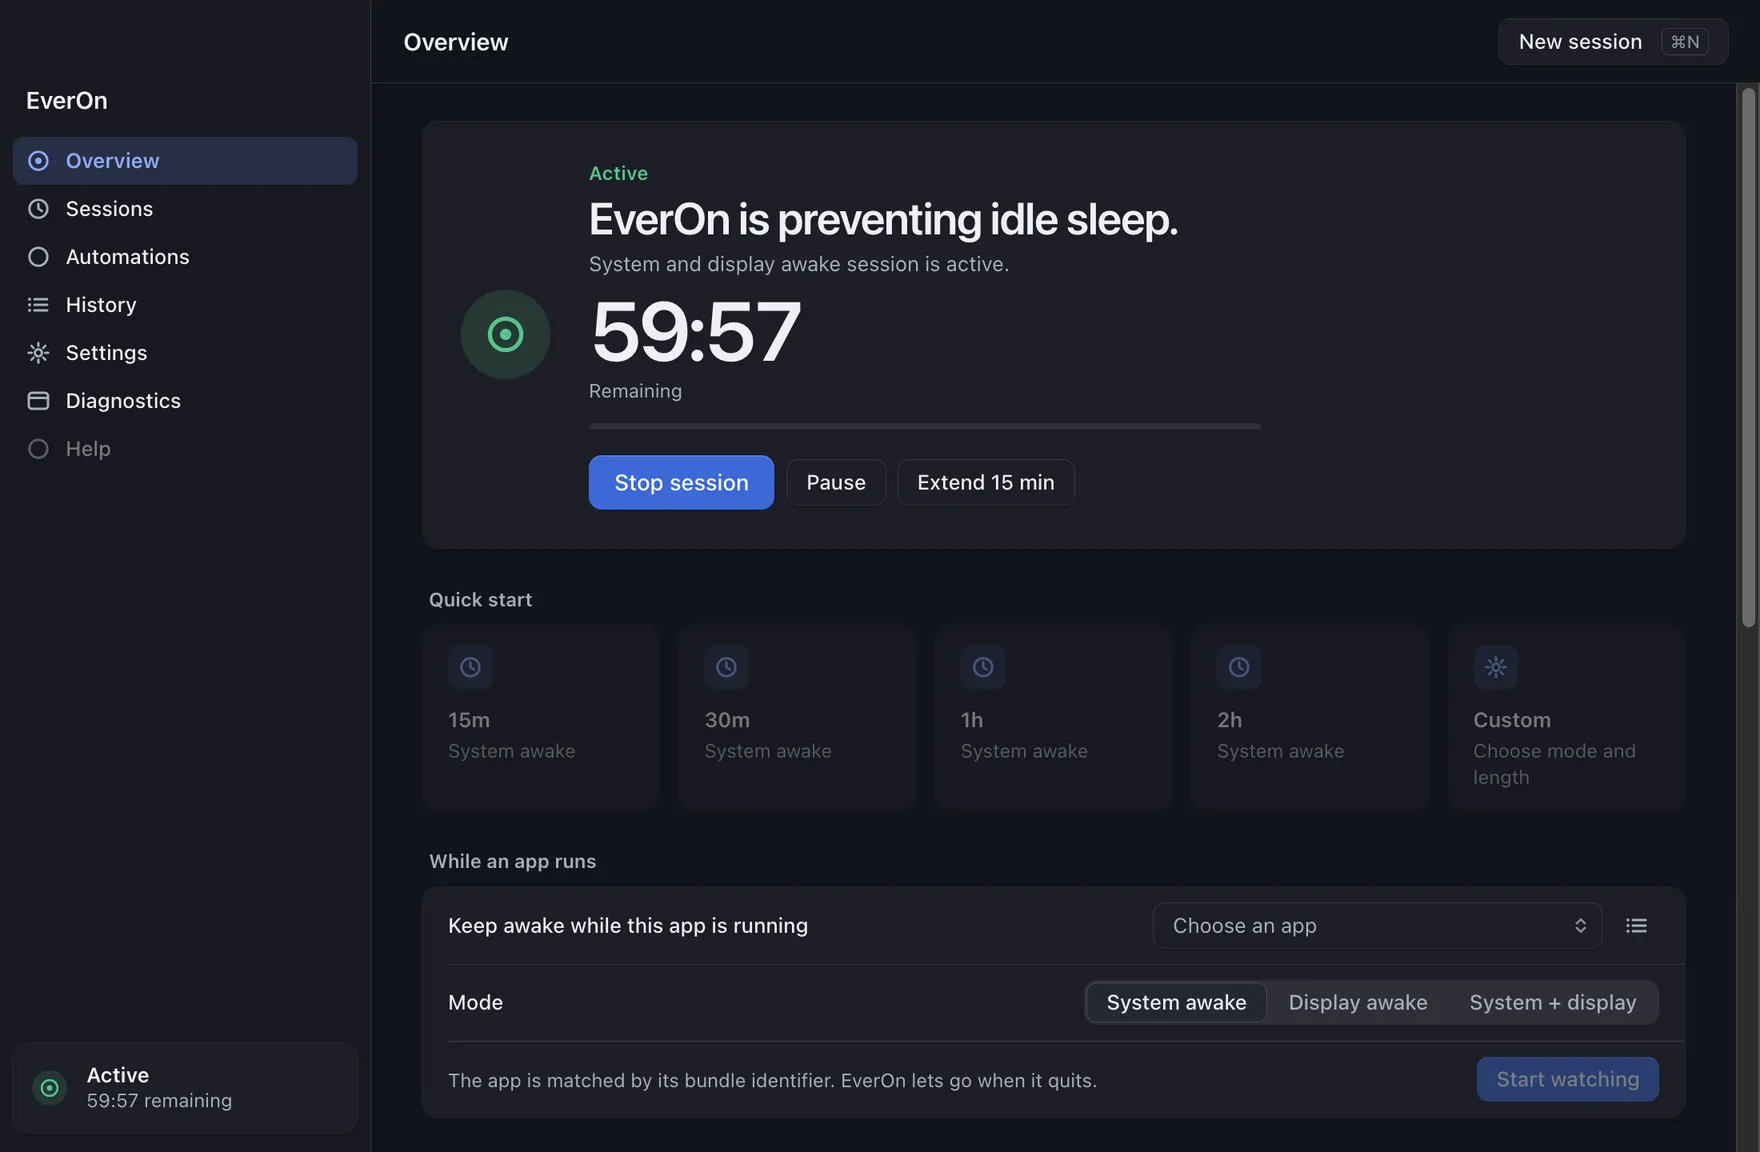 Overview
New session ⌘N
EverOn
Overview
Sessions
Automations
History
Settings
Diagnostics
Help
Active
59:57 remaining
Active
EverOn is preventing idle sleep.
System and display awake session is active.
59:57
Remaining
Stop session
Pause
Extend 15 min
Quick start
15m
System awake
30m
System awake
1h
System awake
2h
System awake
Custom
Choose mode and
length
While an app runs
Keep awake while this app is running
Choose an app
Mode
System awake
Display awake
System + display
The app is matched by its bundle identifier. EverOn lets go when it quits.
Start watching